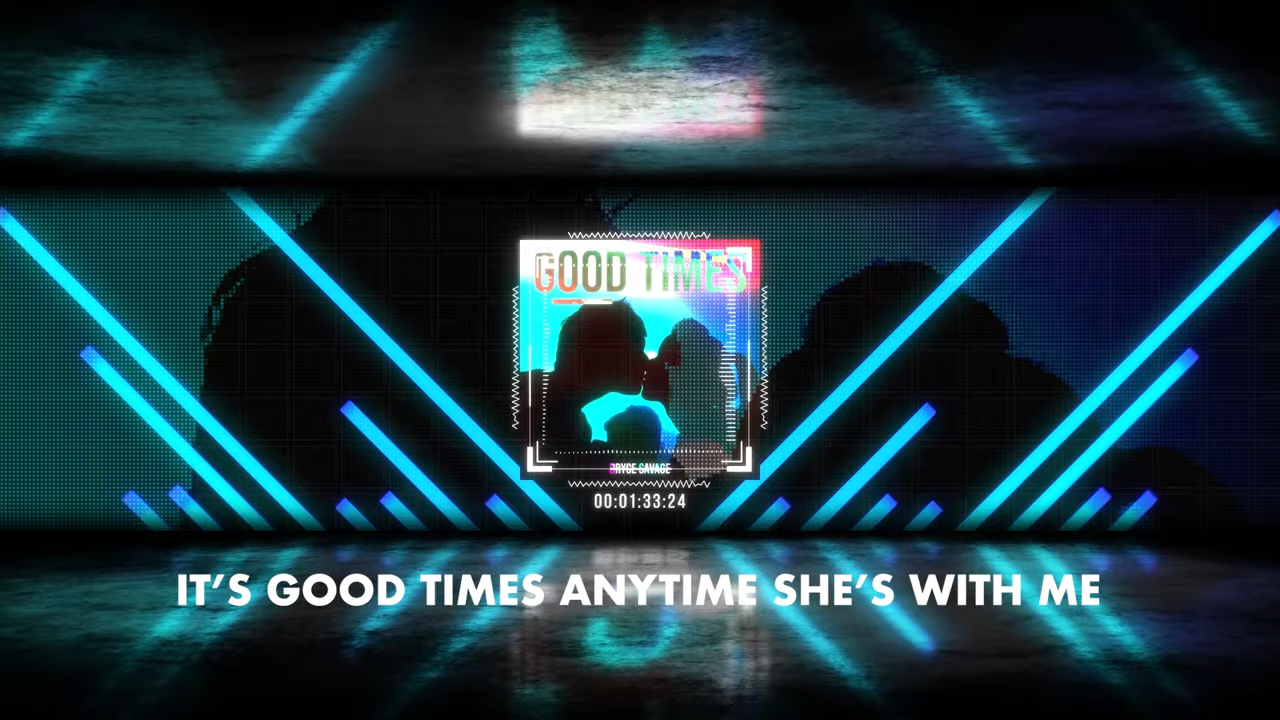 GOOD TIMES
BRYCE SAVAGE
00:01:33:24
IT'S GOOD TIMES ANYTIME SHE'S WITH ME